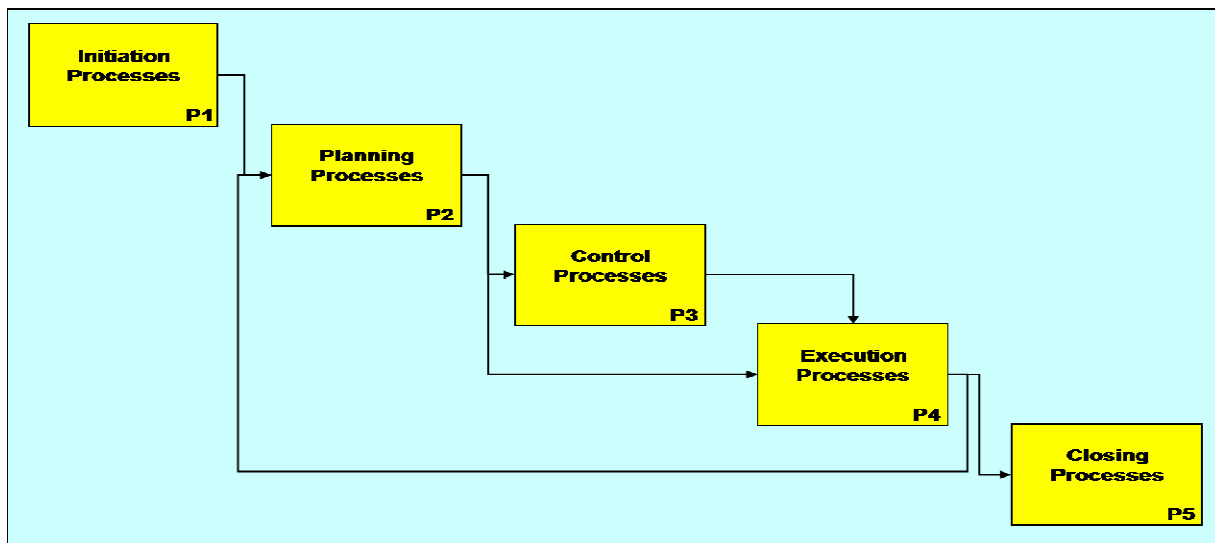 Initiation
Processes
P1
Planning
Processes
P2
Control
Processes
P3
Execution
Processes
P4
Closing
Processes
P5